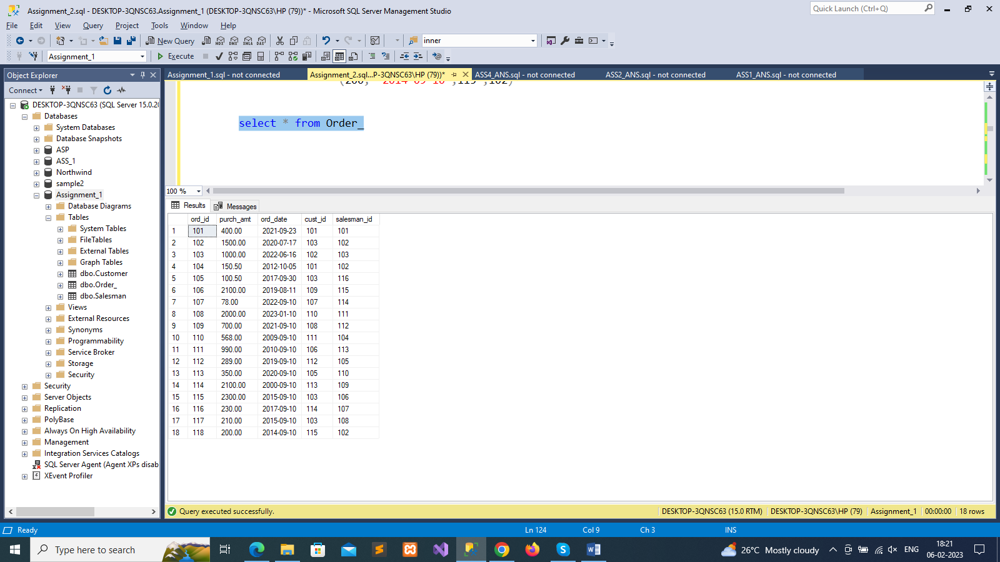 Assignment_2.sql - DESKTOP-3QNSC63.Assignment_1 (DESKTOP-3QNSC63\HP (79))* - Microsoft SQL Server Management Studio
Quick Launch (Ctrl+Q)
File Edit View Query Project Tools Window Help
New Query MDX DMX XMLA DAX inner
Assignment_1 Execute
Object Explorer
Assignment_1.sql - not connected Assignment_2.sql...P-3QNSC63\HP (79))* ASS4_ANS.sql - not connected ASS2_ANS.sql - not connected ASS1_ANS.sql - not connected
Connect
DESKTOP-3QNSC63 (SQL Server 15.0.20
Databases
System Databases
Database Snapshots
ASP
ASS_1
Northwind
sample2
Assignment_1
Database Diagrams
Tables
System Tables
FileTables
External Tables
Graph Tables
dbo.Customer
dbo.Order_
dbo.Salesman
Views
External Resources
Synonyms
Programmability
Service Broker
Storage
Security
Security
Server Objects
Replication
PolyBase
Always On High Availability
Management
Integration Services Catalogs
SQL Server Agent (Agent XPs disab
XEvent Profiler
(200, '2014-09-10',115 ,102)
select * from Order_
100 %
Results Messages
ord_id purch_amt ord_date cust_id salesman_id
1 101 400.00 2021-09-23 101 101
2 102 1500.00 2020-07-17 103 102
3 103 1000.00 2022-06-16 102 103
4 104 150.50 2012-10-05 101 102
5 105 100.50 2017-09-30 103 116
6 106 2100.00 2019-08-11 109 115
7 107 78.00 2022-09-10 107 114
8 108 2000.00 2023-01-10 110 111
9 109 700.00 2021-09-10 108 112
10 110 568.00 2009-09-10 111 104
11 111 990.00 2010-09-10 106 113
12 112 289.00 2019-09-10 112 105
13 113 350.00 2020-09-10 105 110
14 114 2100.00 2000-09-10 113 109
15 115 2300.00 2015-09-10 103 106
16 116 230.00 2017-09-10 114 107
17 117 210.00 2015-09-10 103 108
18 118 200.00 2014-09-10 115 102
Query executed successfully. DESKTOP-3QNSC63 (15.0 RTM) DESKTOP-3QNSC63\HP (79) Assignment_1 00:00:00 18 rows
Ready Ln 124 Col 9 Ch 3 INS
Type here to search 26°C Mostly cloudy ENG 18:21
06-02-2023